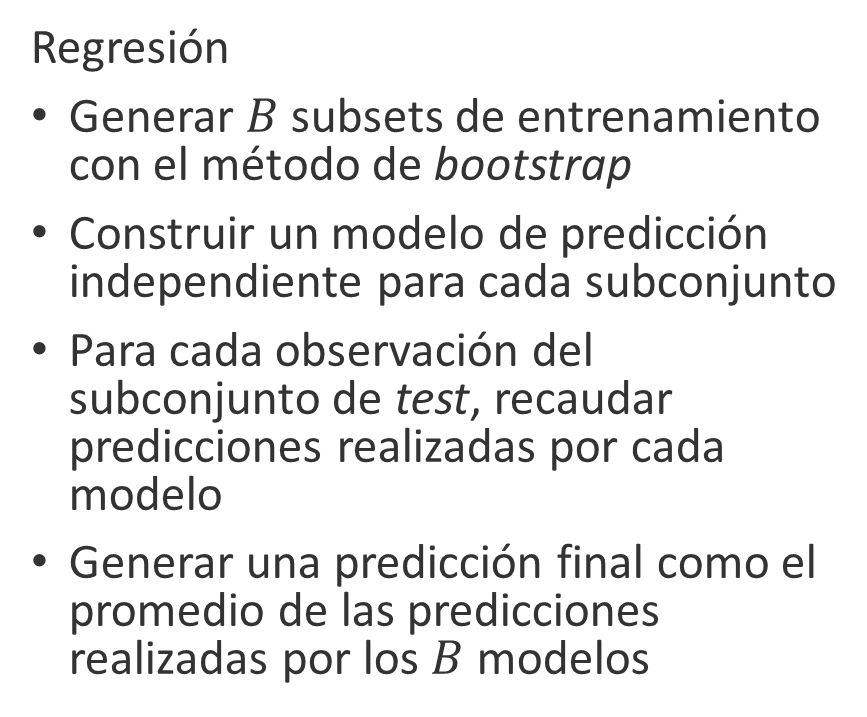 Regresión
• Generar B subsets de entrenamiento
con el método de bootstrap
• Construir un modelo de predicción
independiente para cada subconjunto
• Para cada observación del
subconjunto de test, recaudar
predicciones realizadas por cada
modelo
• Generar una predicción final como el
promedio de las predicciones
realizadas por los B modelos